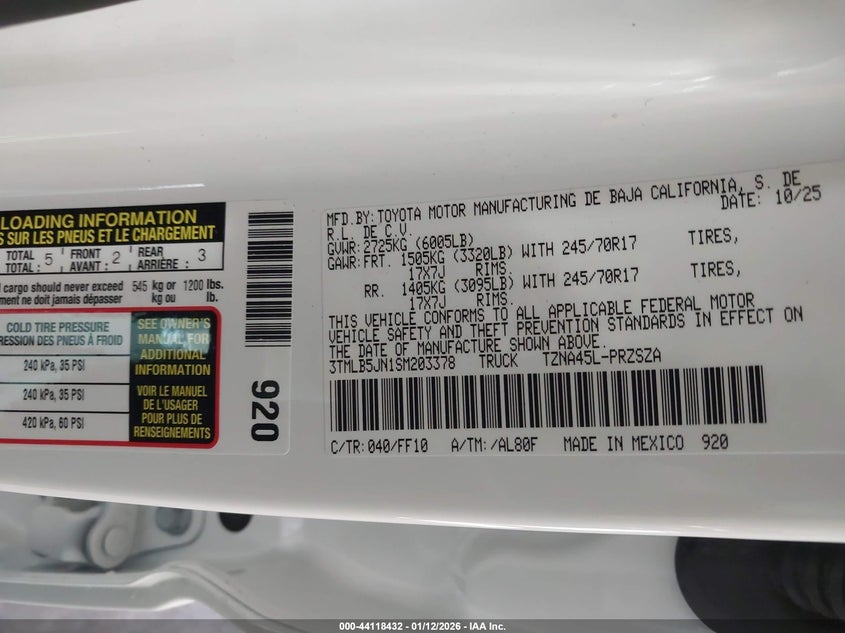 LOADING INFORMATION
S SUR LES PNEUS ET LE CHARGEMENT
TOTAL 5 FRONT 2 REAR 3
TOTAL : AVANT : ARRIÈRE :
cargo should never exceed 545 kg or 1200 lbs.
ment ne doit jamais dépasser kg ou lb.
COLD TIRE PRESSURE
RESSION DES PNEUS À FROID
240 kPa, 35 PSI
240 kPa, 35 PSI
420 kPa, 60 PSI
SEE OWNER'S
MANUAL FOR
ADDITIONAL
INFORMATION
VOIR LE MANUEL
DE L'USAGER
POUR PLUS DE
RENSEIGNEMENTS
920
MFD.BY:TOYOTA MOTOR MANUFACTURING DE BAJA CALIFORNIA, S. DE
R.L. DE C.V. DATE: 10/25
GVWR:2725KG (6005LB)
GAWR:FRT. 1505KG (3320LB) WITH 245/70R17 TIRES,
17X7J RIMS.
RR. 1405KG (3095LB) WITH 245/70R17 TIRES,
17X7J RIMS.
THIS VEHICLE CONFORMS TO ALL APPLICABLE FEDERAL MOTOR
VEHICLE SAFETY AND THEFT PREVENTION STANDARDS IN EFFECT ON
THE DATE OF MANUFACTURE SHOWN ABOVE.
3TMLB5JN1SM203378 TRUCK TZNA45L-PRZSZA
C/TR:040/FF10 A/TM:/AL80F MADE IN MEXICO 920
000-44118432 - 01/12/2026 - IAA Inc.